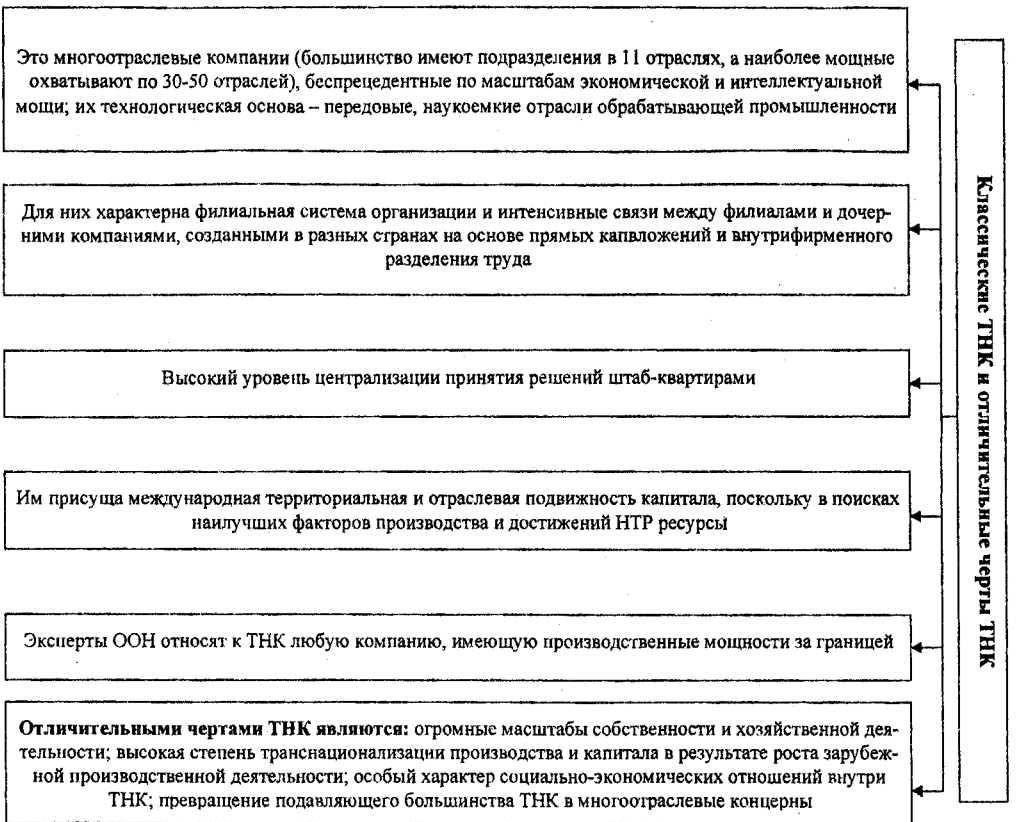 Это многоотраслевые компании (большинство имеют подразделения в 11 отраслях, а наиболее мощные
охватывают по 30-50 отраслей), беспрецедентные по масштабам экономической и интеллектуальной
мощи; их технологическая основа – передовые, наукоемкие отрасли обрабатывающей промышленности
Для них характерна филиальная система организации и интенсивные связи между филиалами и дочер-
ними компаниями, созданными в разных странах на основе прямых капвложений и внутрифирменного
разделения труда
Высокий уровень централизации принятия решений штаб-квартирами
Им присуща международная территориальная и отраслевая подвижность капитала, поскольку в поисках
наилучших факторов производства и достижений НТР ресурсы
Эксперты ООН относят к ТНК любую компанию, имеющую производственные мощности за границей
Отличительными чертами ТНК являются: огромные масштабы собственности и хозяйственной дея-
тельности; высокая степень транснационализации производства и капитала в результате роста зарубеж-
ной производственной деятельности; особый характер социально-экономических отношений внутри
ТНК; превращение подавляющего большинства ТНК в многоотраслевые концерны
Классические ТНК и отличительные черты ТНК